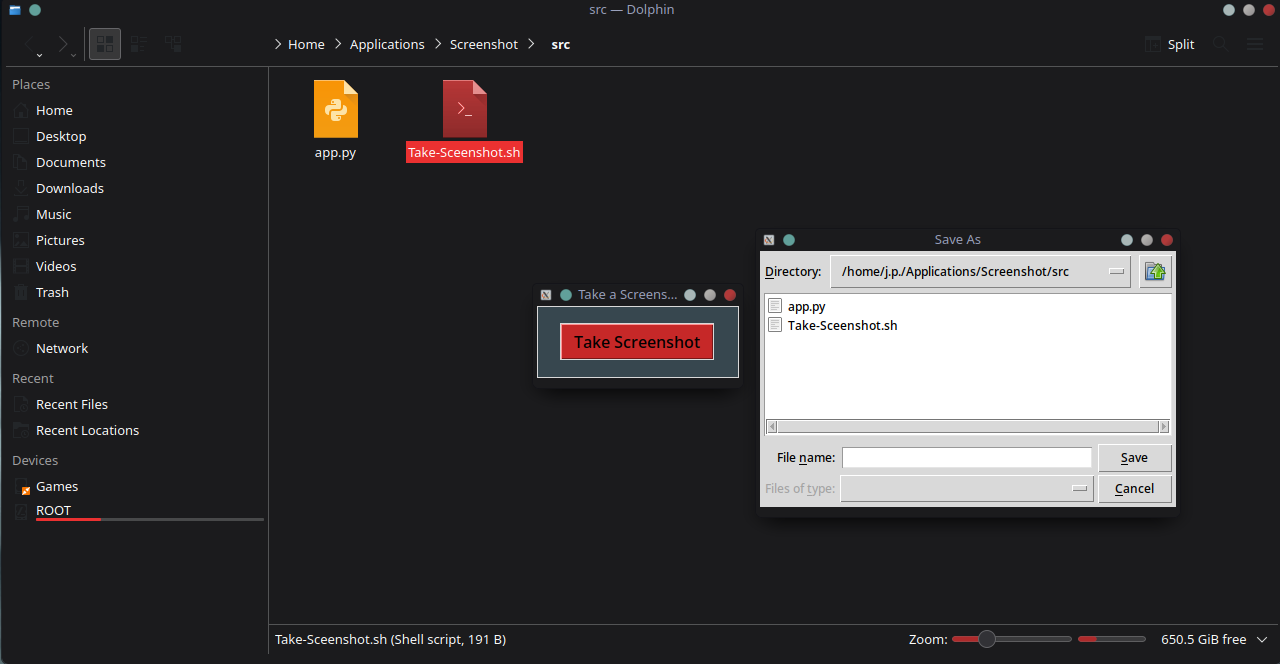 src — Dolphin
Home Applications Screenshot src
Split
Places
Home
Desktop
Documents
Downloads
Music
Pictures
Videos
Trash
Remote
Network
Recent
Recent Files
Recent Locations
Devices
Games
ROOT
app.py
Take-Sceenshot.sh
Take a Screens...
Take Screenshot
Save As
Directory: /home/j.p./Applications/Screenshot/src
app.py
Take-Sceenshot.sh
File name: Save
Files of type: Cancel
Take-Sceenshot.sh (Shell script, 191 B)
Zoom: 650.5 GiB free